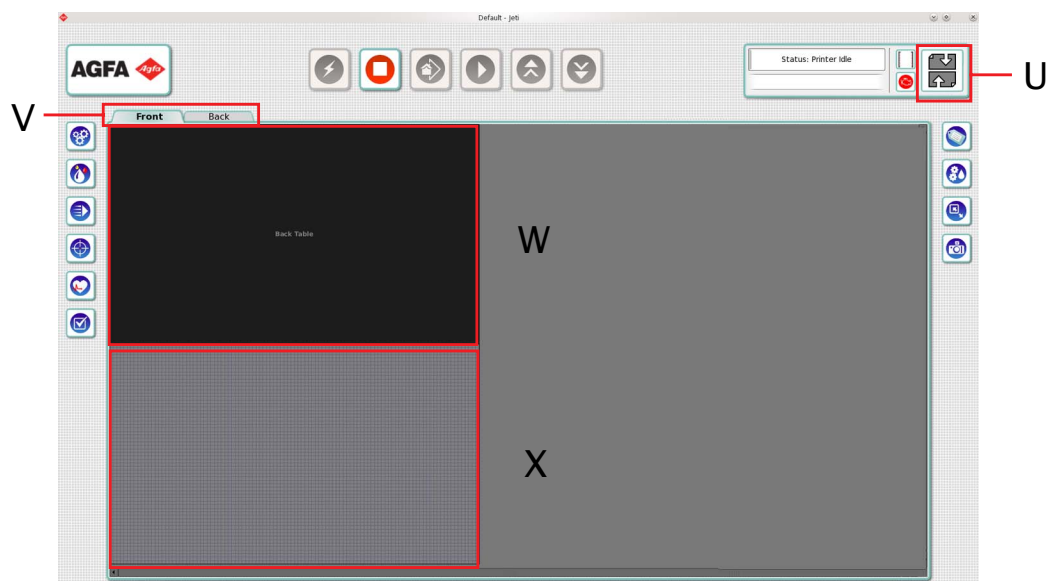 Default - Jeti
AGFA Agfa
Status: Printer Idle
U
V
Front Back
Back Table
W
X